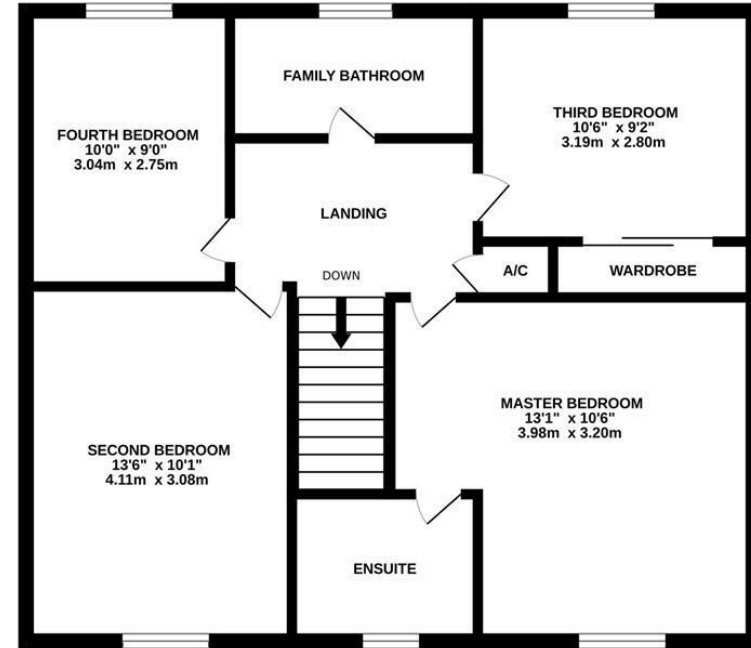 FAMILY BATHROOM
FOURTH BEDROOM
10'0" x 9'0"
3.04m x 2.75m
THIRD BEDROOM
10'6" x 9'2"
3.19m x 2.80m
LANDING
DOWN
A/C
WARDROBE
MASTER BEDROOM
13'1" x 10'6"
3.98m x 3.20m
SECOND BEDROOM
13'6" x 10'1"
4.11m x 3.08m
ENSUITE